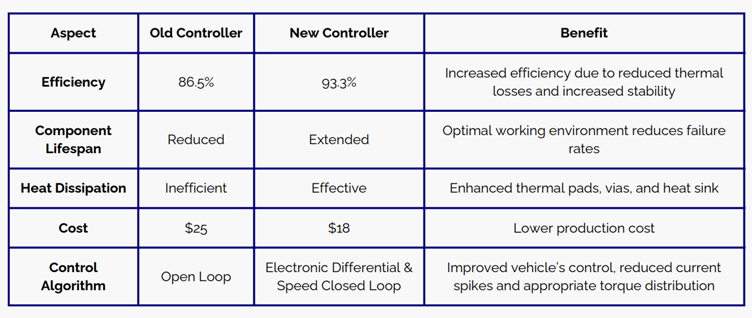 Aspect Old Controller New Controller Benefit
Efficiency 86.5% 93.3% Increased efficiency due to reduced thermal
losses and increased stability
Component
Lifespan Reduced Extended Optimal working environment reduces failure
rates
Heat Dissipation Inefficient Effective Enhanced thermal pads, vias, and heat sink
Cost $25 $18 Lower production cost
Control
Algorithm Open Loop Electronic Differential &
Speed Closed Loop Improved vehicle's control, reduced current
spikes and appropriate torque distribution